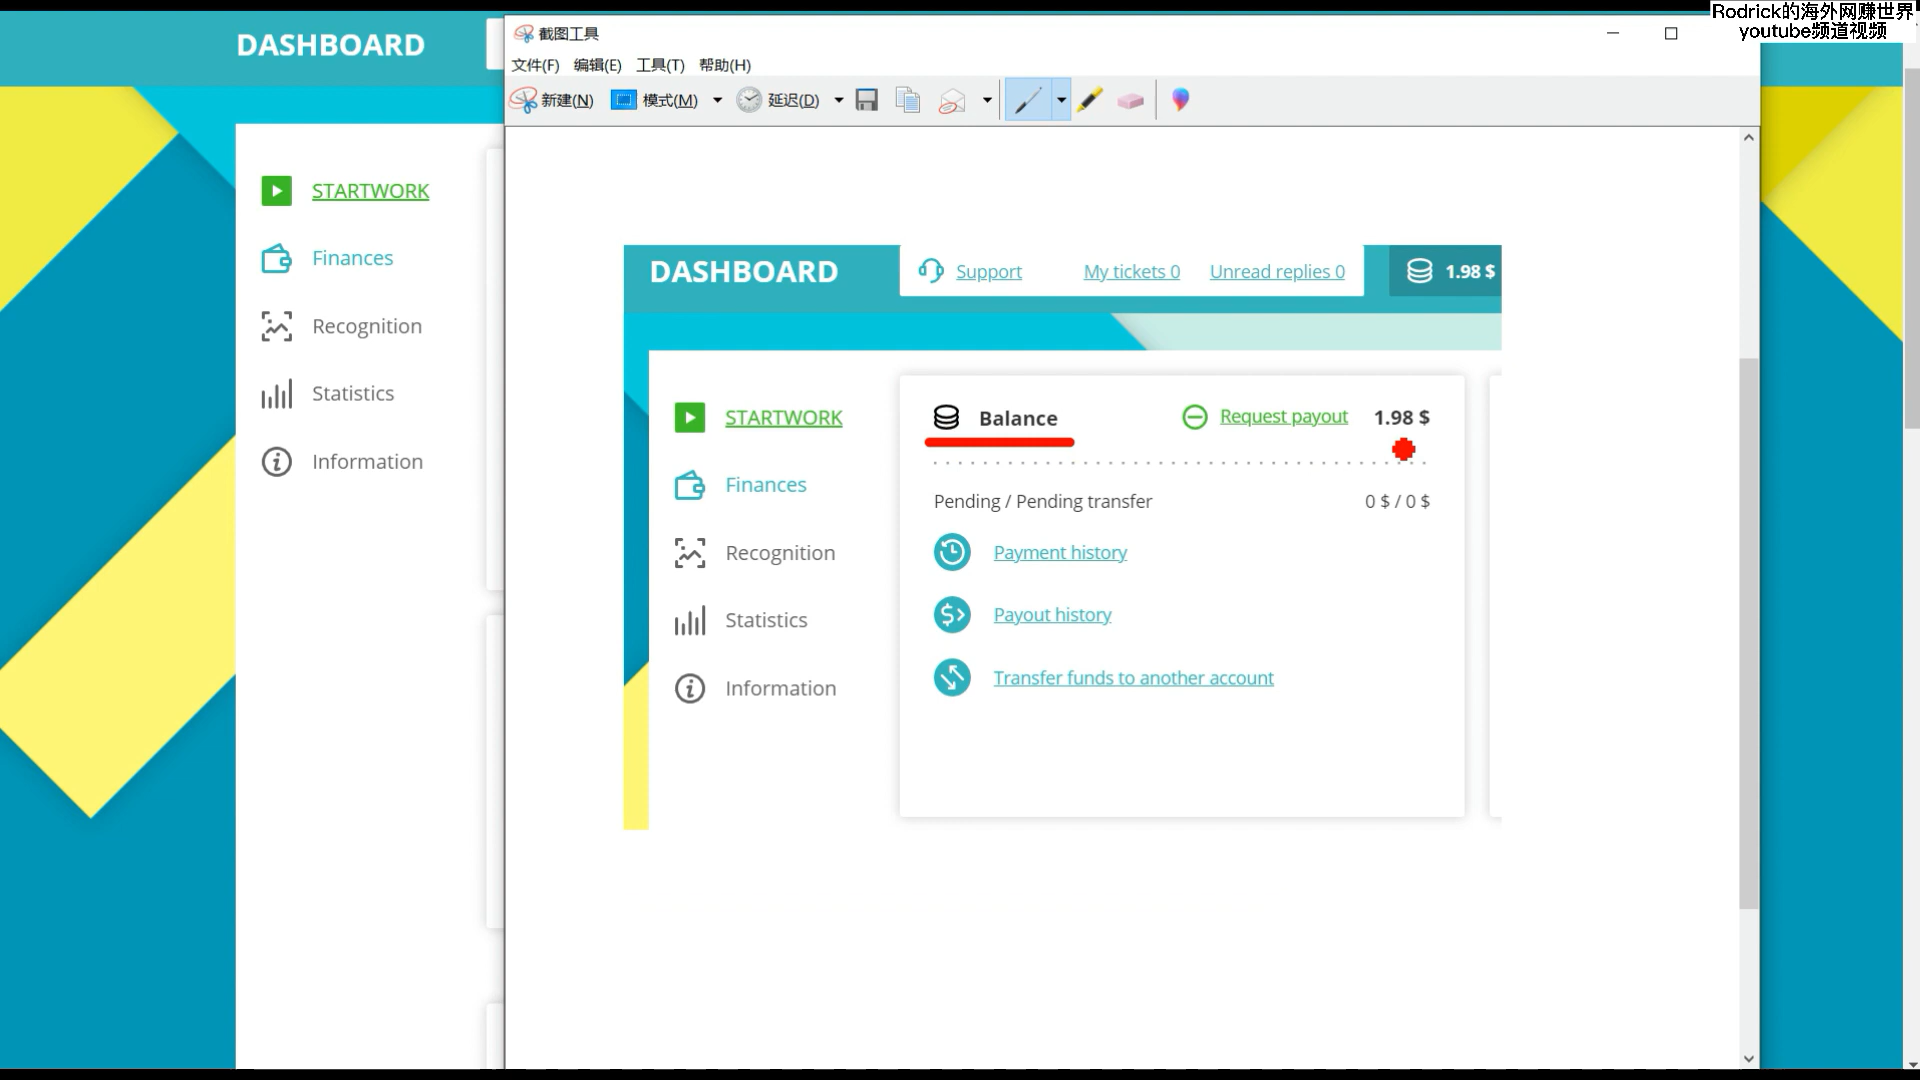 Rodrick的海外网赚世界
youtube频道视频
DASHBOARD
STARTWORK
Finances
Recognition
Statistics
Information
截图工具
文件(F) 编辑(E) 工具(T) 帮助(H)
新建(N) 模式(M) 延迟(D)
DASHBOARD
Support My tickets 0 Unread replies 0 1.98 $
STARTWORK
Finances
Recognition
Statistics
Information
Balance Request payout 1.98 $
Pending / Pending transfer 0 $ / 0 $
Payment history
Payout history
Transfer funds to another account